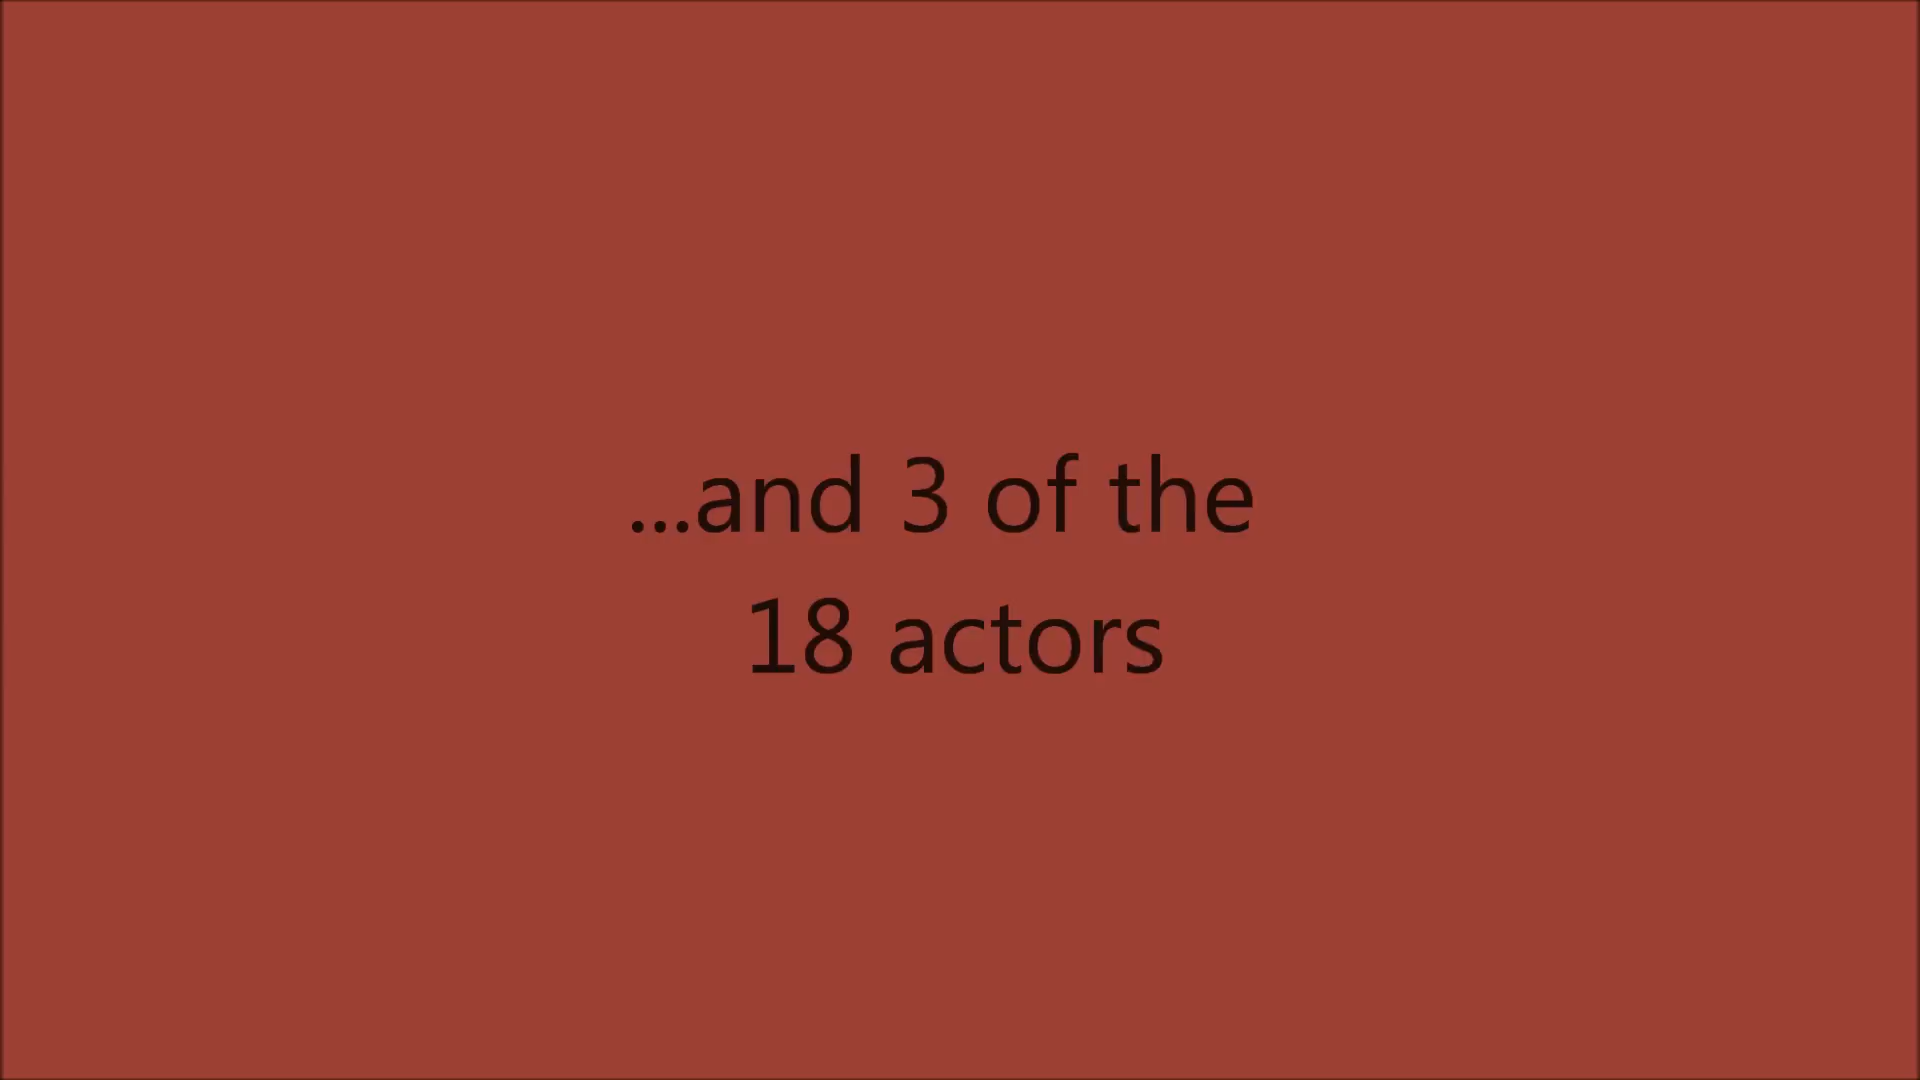 ...and 3 of the
18 actors